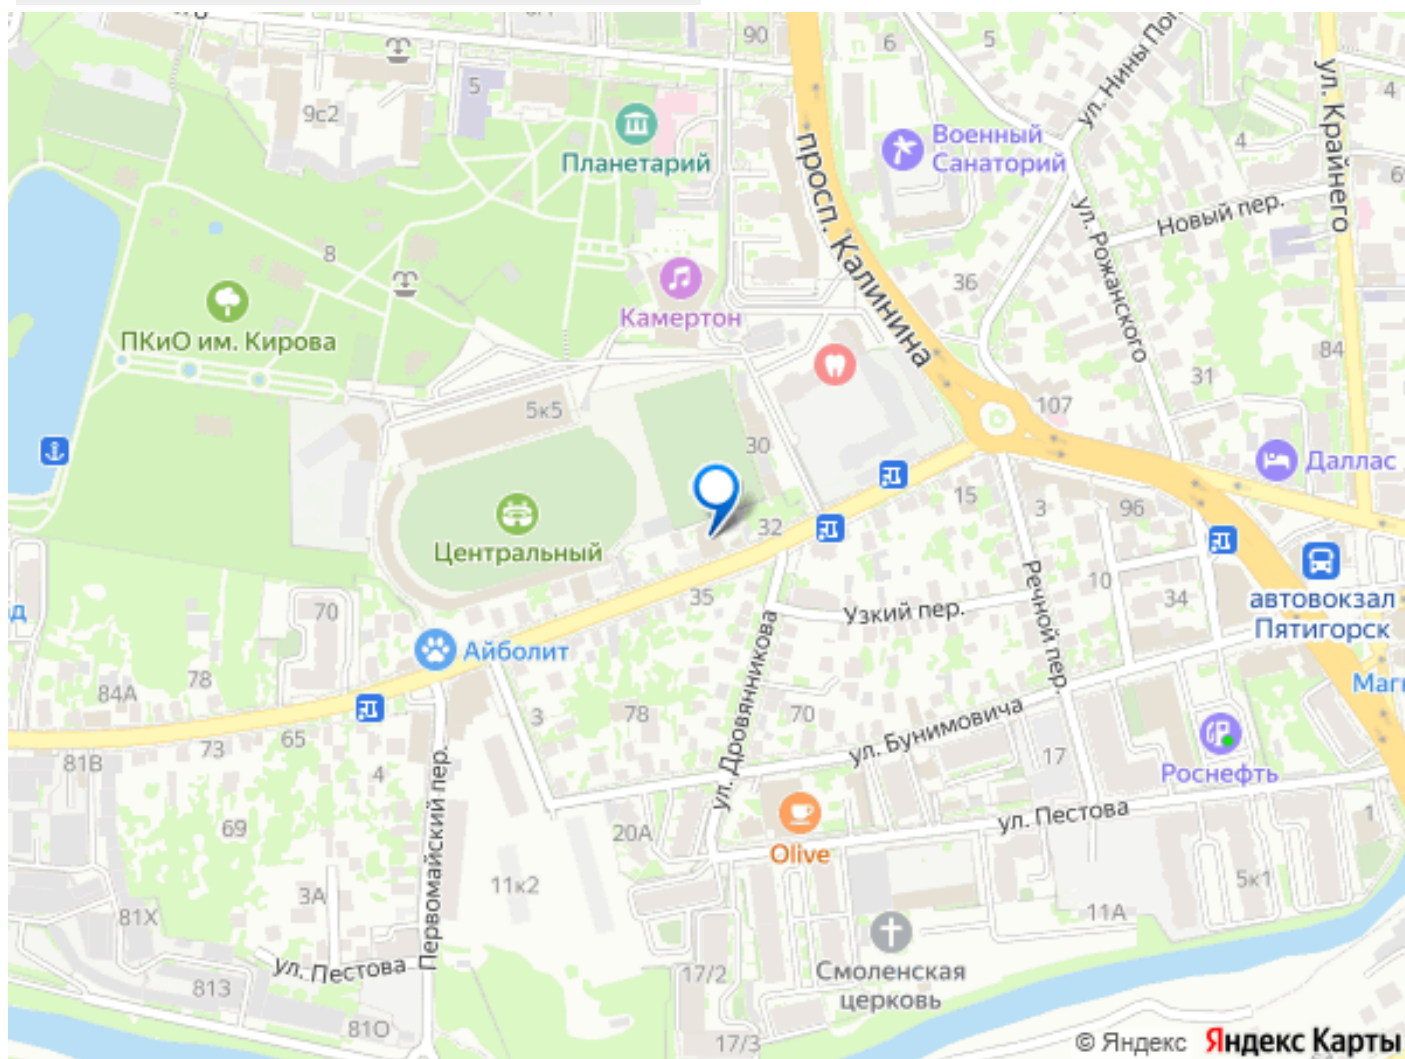 90
6
5
ул. Нины Поп
ул. Крайнего
4
5
9с2
Планетарий
просп. Калинина
Военный
Санаторий
4
69
ул. Рожанского
Новый пер.
8
36
ПКиО им. Кирова
Камертон
84
31
107
5к5
30
Даллас
Центральный
32
15
3
96
автовокзал
Пятигорск
10
34
Узкий пер.
Речной пер.
35
70
Айболит
ул. Дровянникова
78
84А
3
78
70
Магн
ул. Бунимовича
73
65
81В
4
17
Роснефть
Первомайский пер.
69
20А
ул. Пестова
1
Olive
11к2
3А
5к1
81Х
11А
ул. Пестова
Смоленская
церковь
813
17/2
81О
17/3
© Яндекс Яндекс Карты